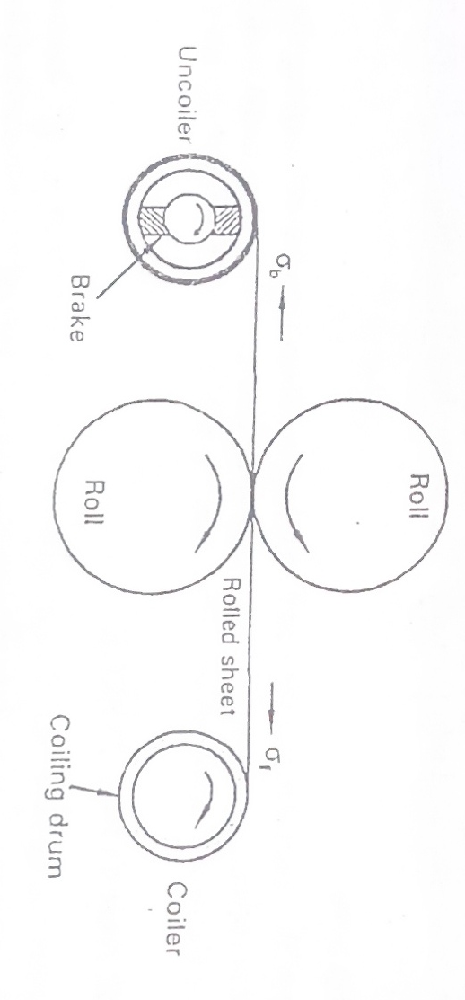 Uncoiler
Brake
σb
Roll
Roll
Rolled sheet
σf
Coiling drum
Coiler